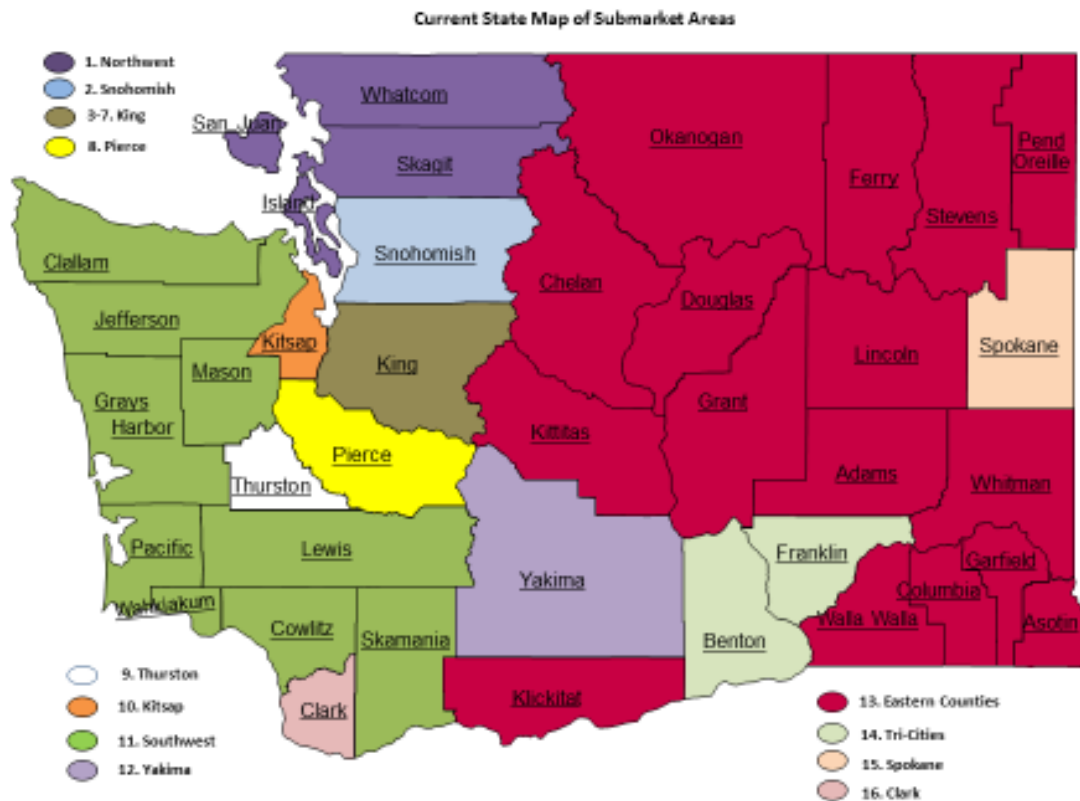 Current State Map of Submarket Areas
1. Northwest
2. Snohomish
3-7. King
8. Pierce
Whatcom
San Juan
Skagit
Island
Okanogan
Ferry
Pend
Oreille
Stevens
Clallam
Snohomish
Chelan
Douglas
Jefferson
Kitsap
Mason
King
Lincoln
Spokane
Grays
Harbor
Grant
Kittitas
Pierce
Thurston
Adams
Whitman
Pacific
Lewis
Yakima
Franklin
Garfield
Columbia
Wahkiakum
Cowlitz
Skamania
Benton
Walla Walla
Asotin
Clark
Klickitat
9. Thurston
10. Kitsap
11. Southwest
12. Yakima
13. Eastern Counties
14. Tri-Cities
15. Spokane
16. Clark